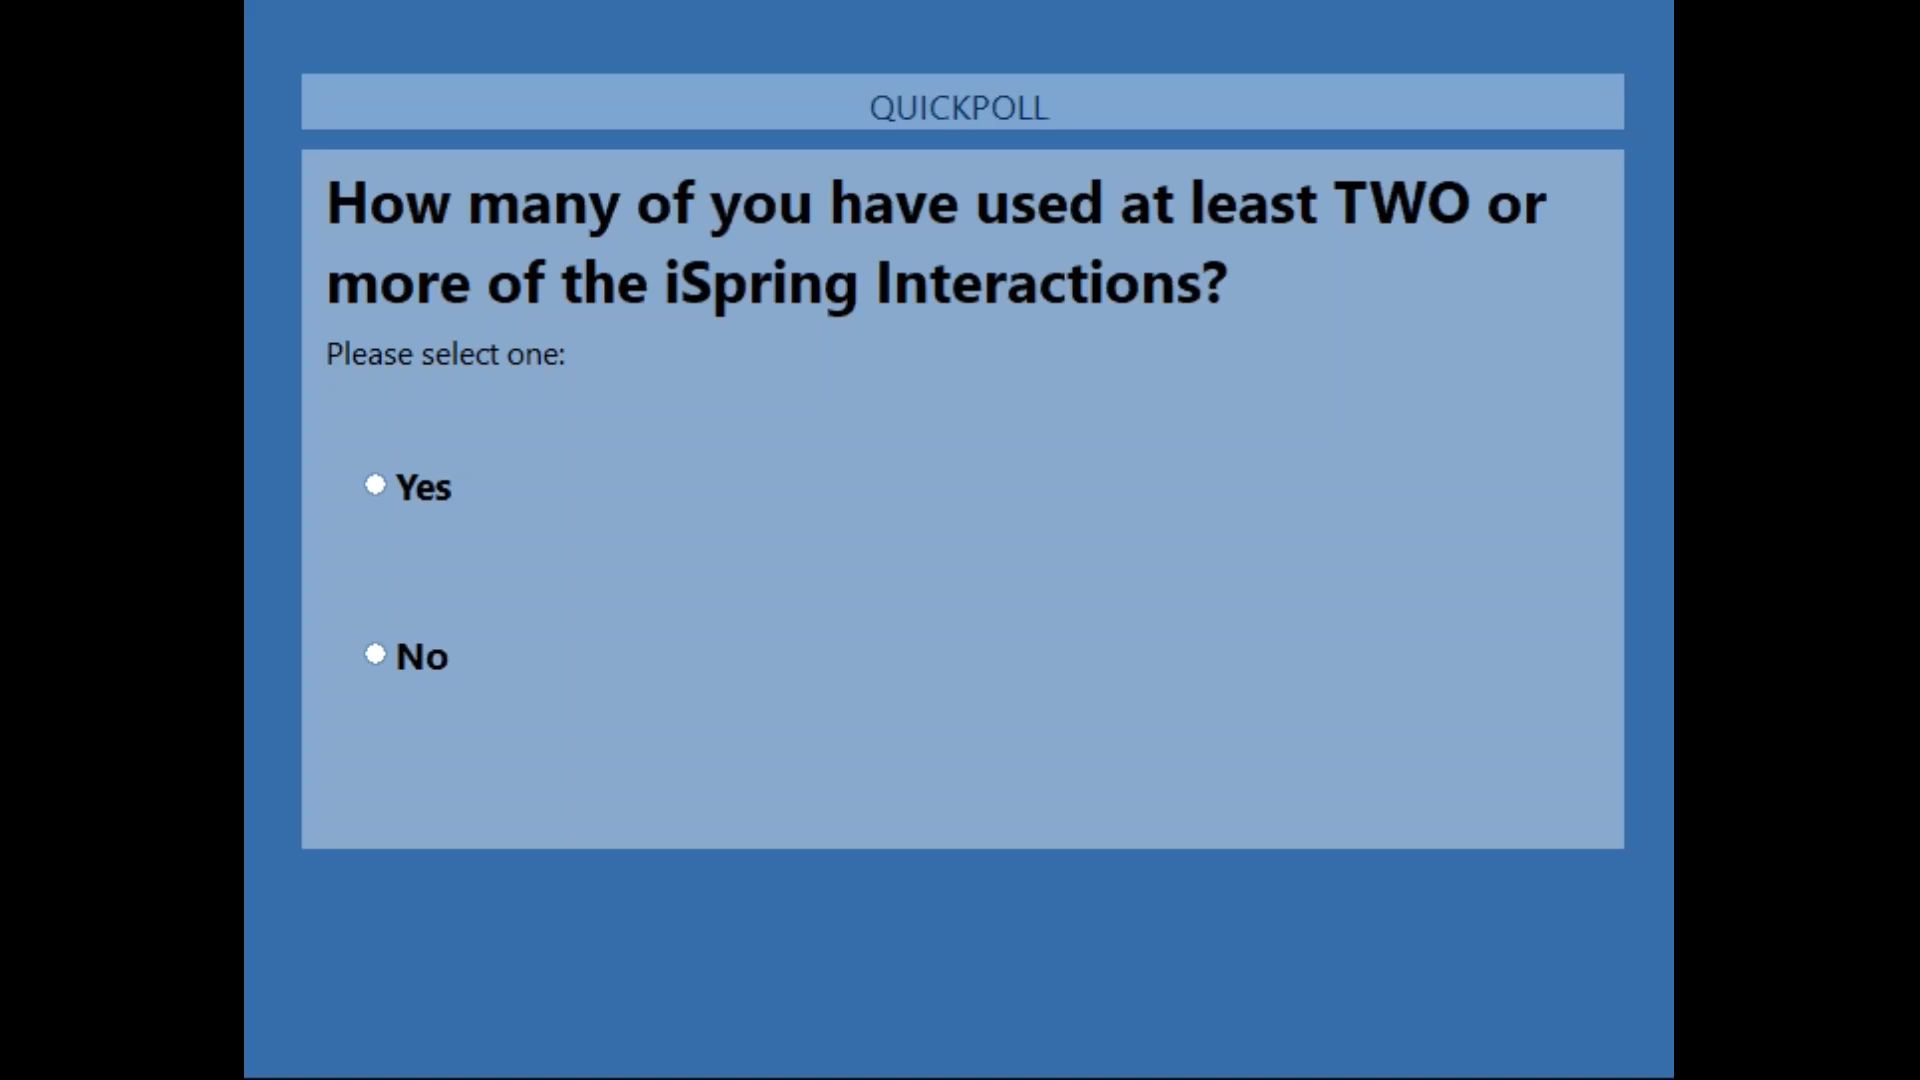 QUICKPOLL
How many of you have used at least TWO or
more of the iSpring Interactions?
Please select one:
Yes
No